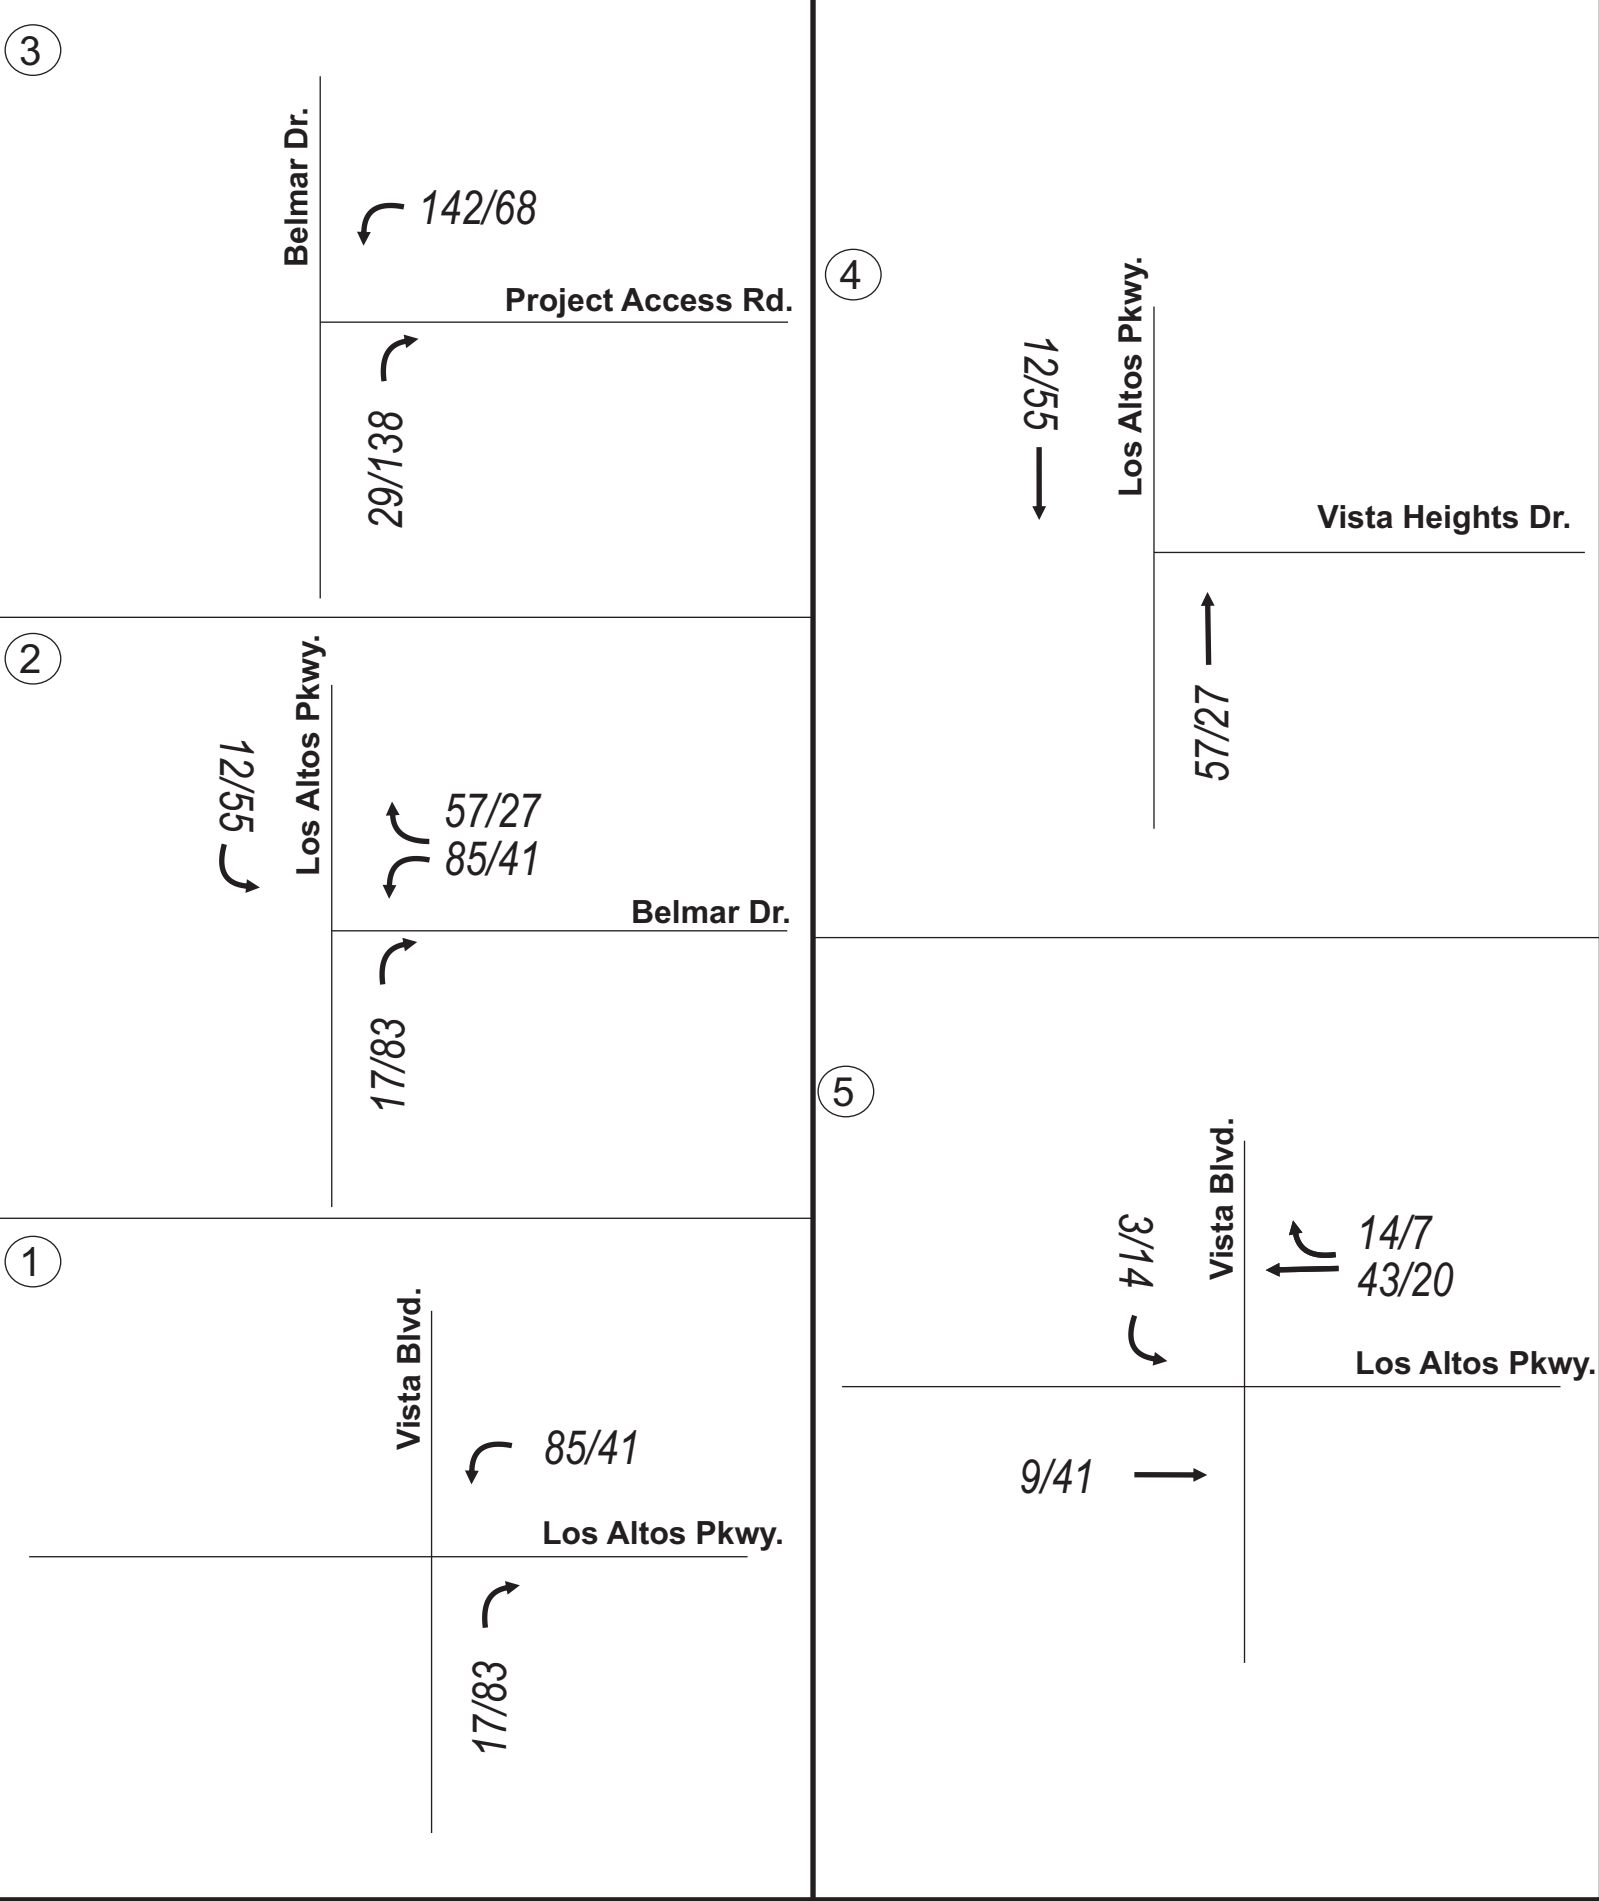 3
Belmar Dr.
142/68
Project Access Rd.
29/138
2
Los Altos Pkwy.
12/55
57/27
85/41
Belmar Dr.
17/83
1
Vista Blvd.
85/41
Los Altos Pkwy.
17/83
4
Los Altos Pkwy.
12/55
Vista Heights Dr.
57/27
5
Vista Blvd.
3/14
14/7
43/20
Los Altos Pkwy.
9/41